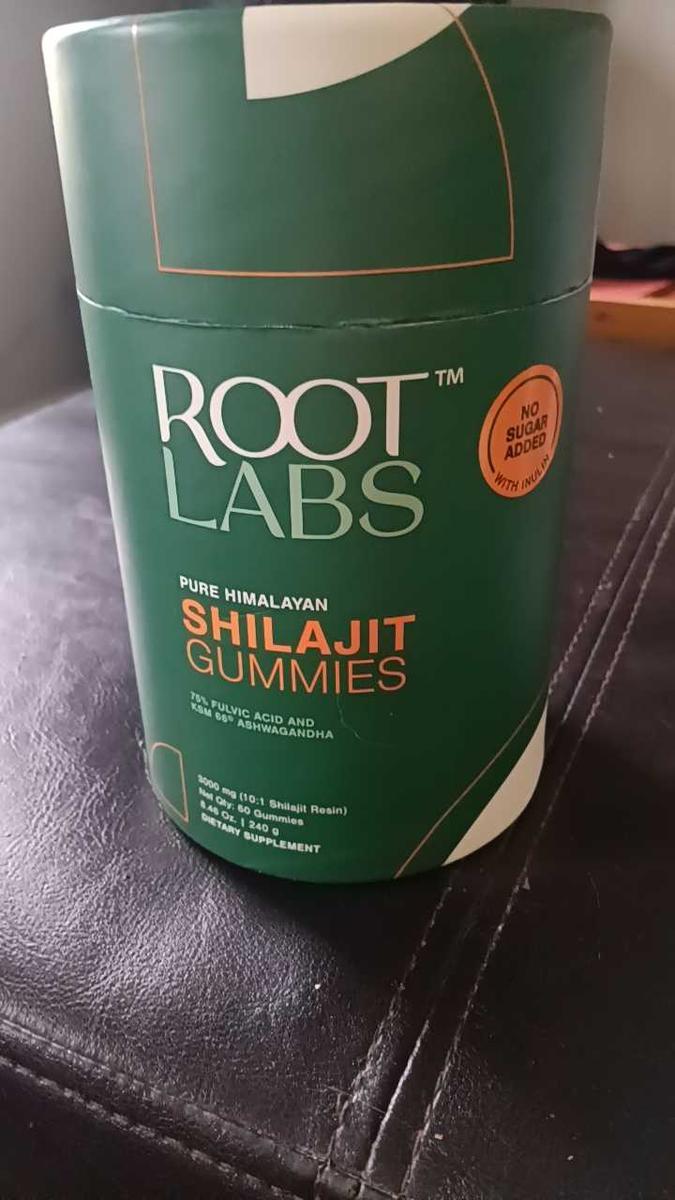 ROOT™
LABS
NO
SUGAR
ADDED
WITH INULIN
PURE HIMALAYAN
SHILAJIT
GUMMIES
75% FULVIC ACID AND
KSM 66® ASHWAGANDHA
3000 mg (10:1 Shilajit Resin)
Net Qty: 60 Gummies
8.46 Oz. | 240 g
DIETARY SUPPLEMENT